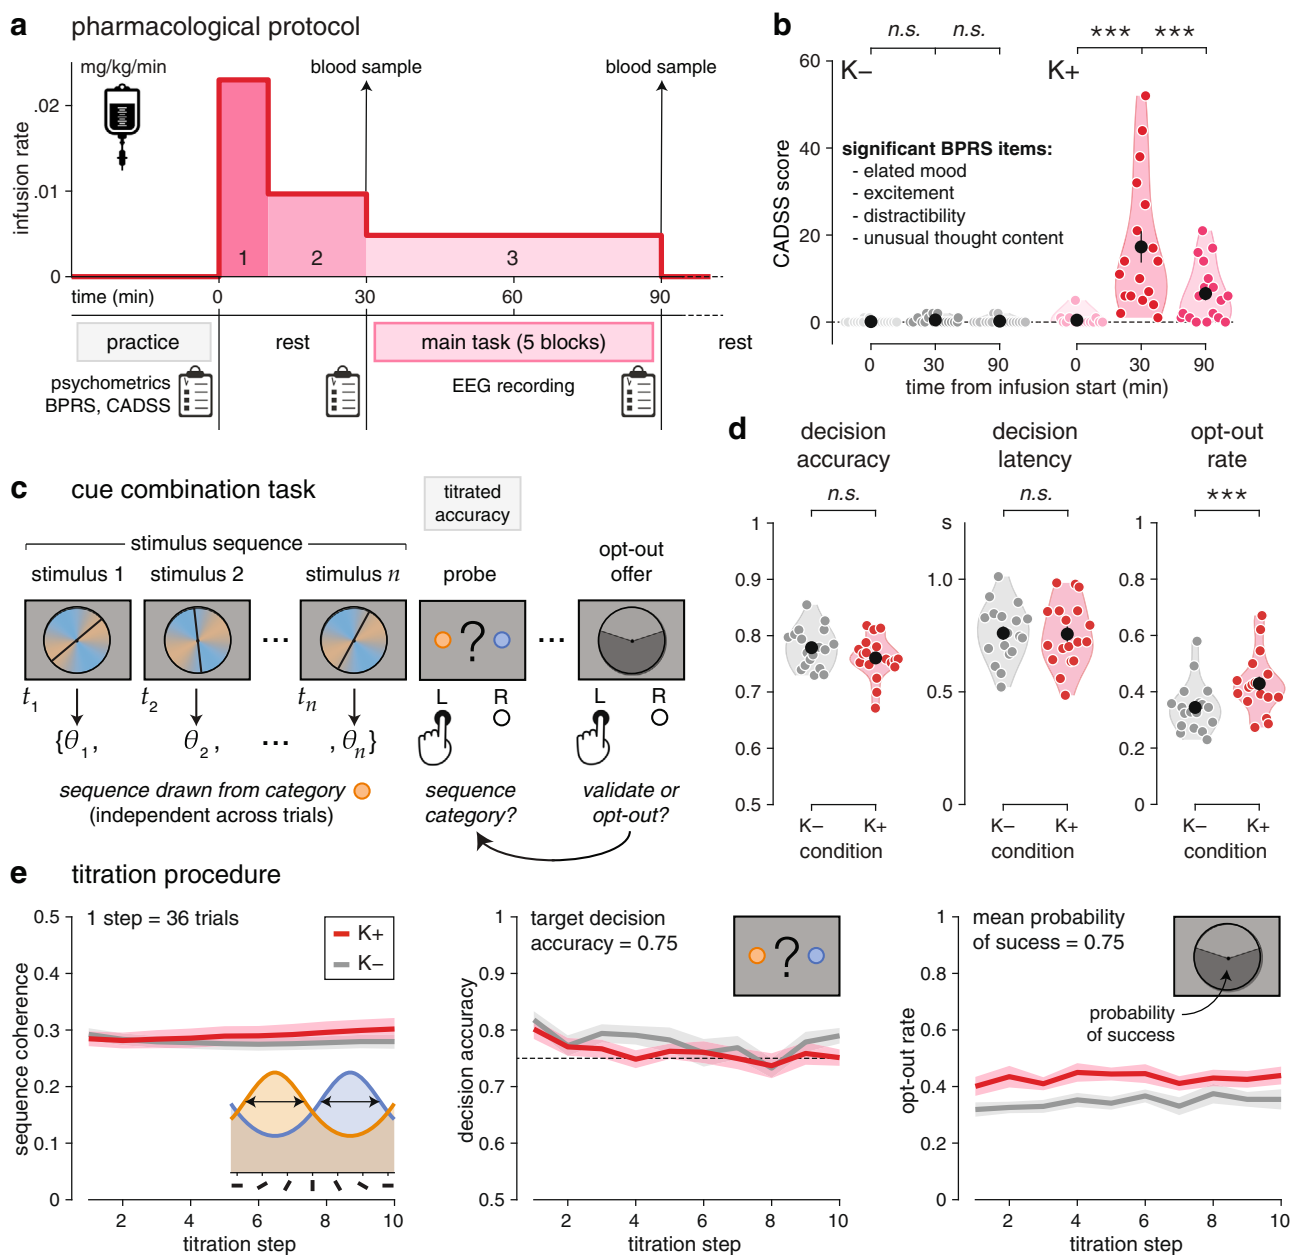 a pharmacological protocol
mg/kg/min
blood sample
blood sample
infusion rate
.02
.01
0
1
2
3
time (min)
0
30
60
90
practice
rest
main task (5 blocks)
rest
psychometrics
BPRS, CADSS
EEG recording
b
n.s.
n.s.
***
***
K−
K+
CADSS score
60
40
20
0
significant BPRS items:
- elated mood
- excitement
- distractibility
- unusual thought content
0
30
90
0
30
90
time from infusion start (min)
c cue combination task
titrated
accuracy
stimulus sequence
stimulus 1
stimulus 2
stimulus n
probe
opt-out
offer
...
?
...
t1
t2
tn
L
R
L
R
{θ1,
θ2,
...
, θn}
sequence drawn from category
(independent across trials)
sequence
category?
validate or
opt-out?
d
decision
accuracy
decision
latency
opt-out
rate
n.s.
n.s.
***
1
0.9
0.8
0.7
0.6
0.5
K−
K+
condition
s
1.0
0.5
0
K−
K+
condition
1
0.8
0.6
0.4
0.2
0
K−
K+
condition
e titration procedure
sequence coherence
0.5
0.4
0.3
0.2
0.1
0
1 step = 36 trials
K+
K−
2
4
6
8
10
titration step
decision accuracy
1
0.9
0.8
0.7
0.6
0.5
target decision
accuracy = 0.75
?
2
4
6
8
10
titration step
opt-out rate
1
0.8
0.6
0.4
0.2
0
mean probability
of sucess = 0.75
probability
of success
2
4
6
8
10
titration step